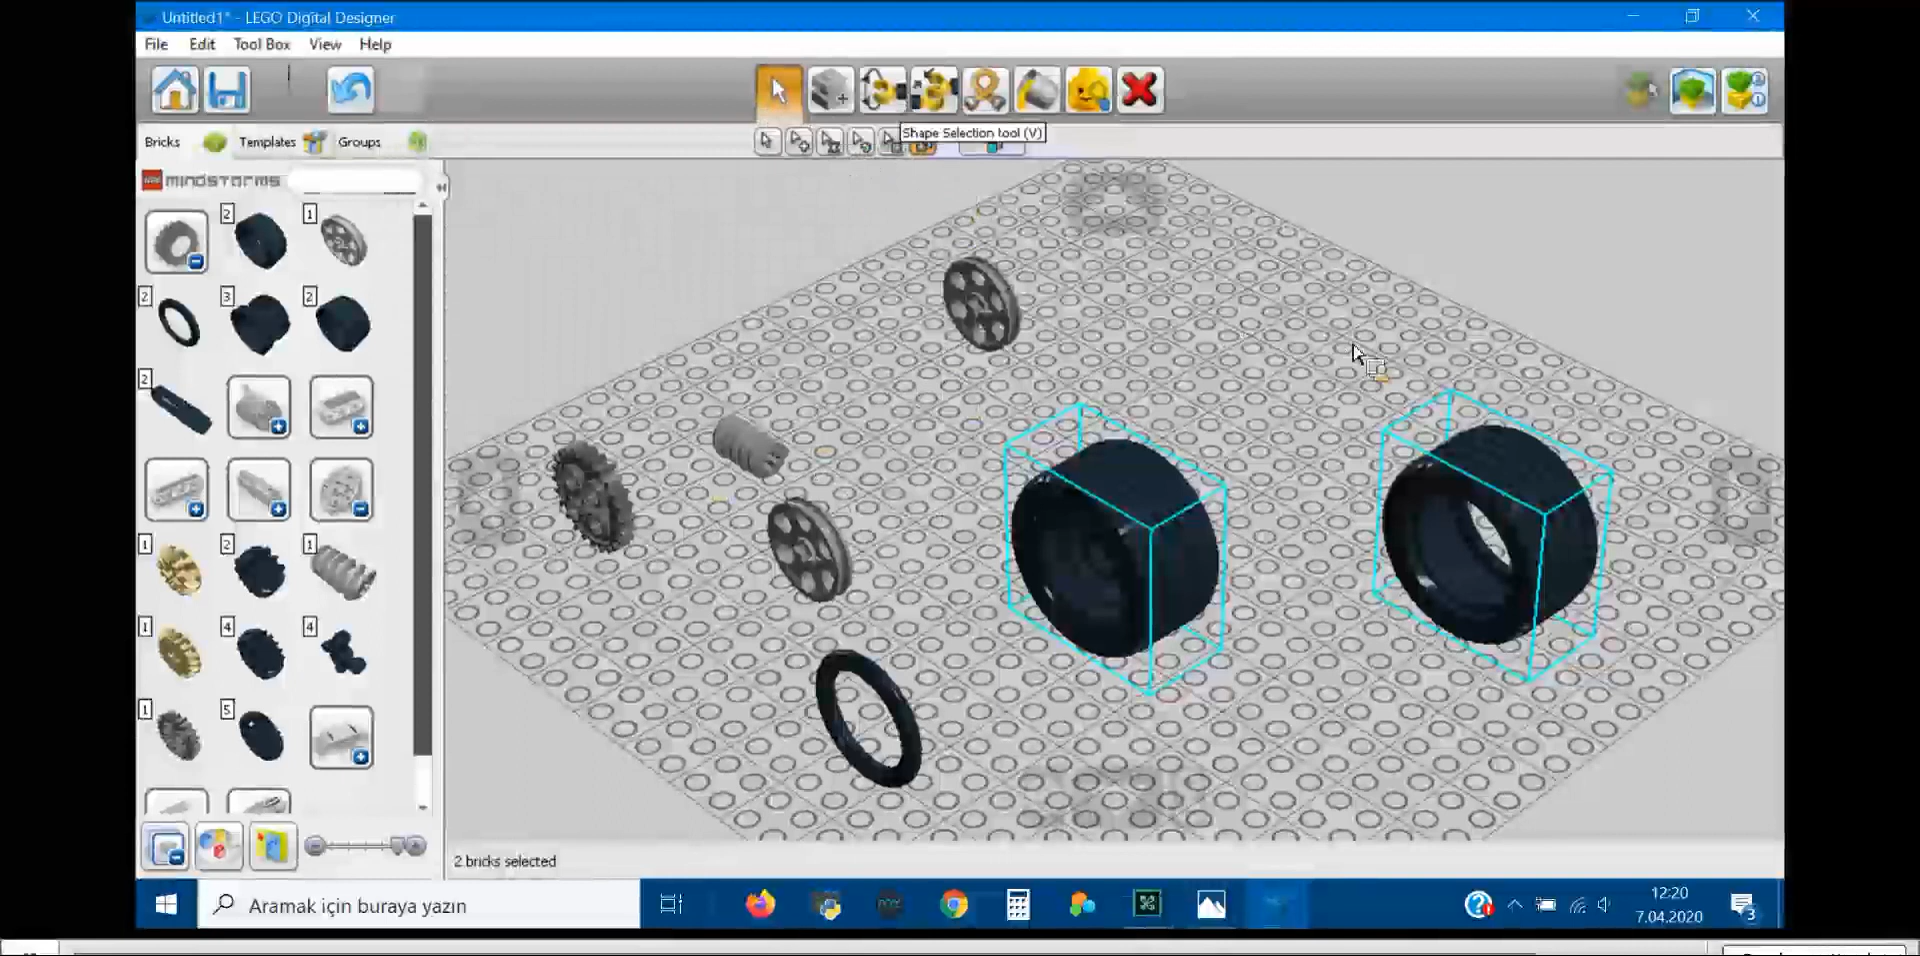 Untitled1* - LEGO Digital Designer
File Edit Tool Box View Help
Shape Selection tool (V)
Bricks Templates Groups
mindstorms
2 1
2 3 2
2
1 2 1
1 4 4
1 5
2 bricks selected
Aramak için buraya yazın
12:20
7.04.2020
3